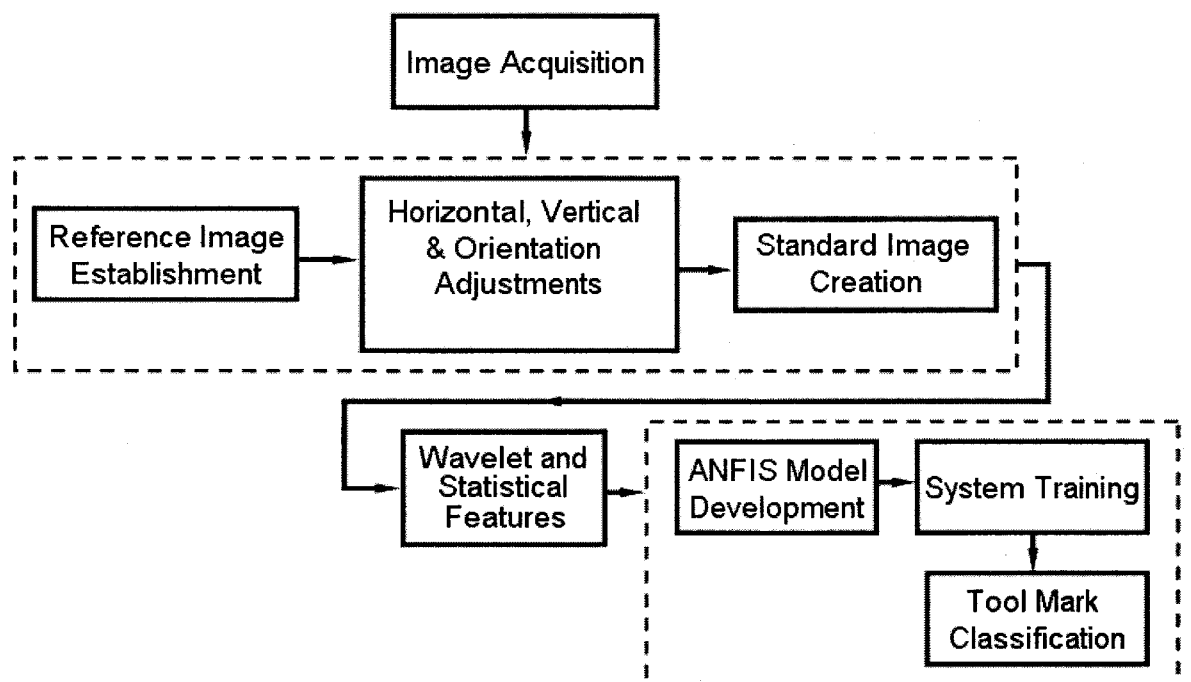 Image Acquisition
Reference Image
Establishment
Horizontal, Vertical
& Orientation
Adjustments
Standard Image
Creation
Wavelet and
Statistical
Features
ANFIS Model
Development
System Training
Tool Mark
Classification